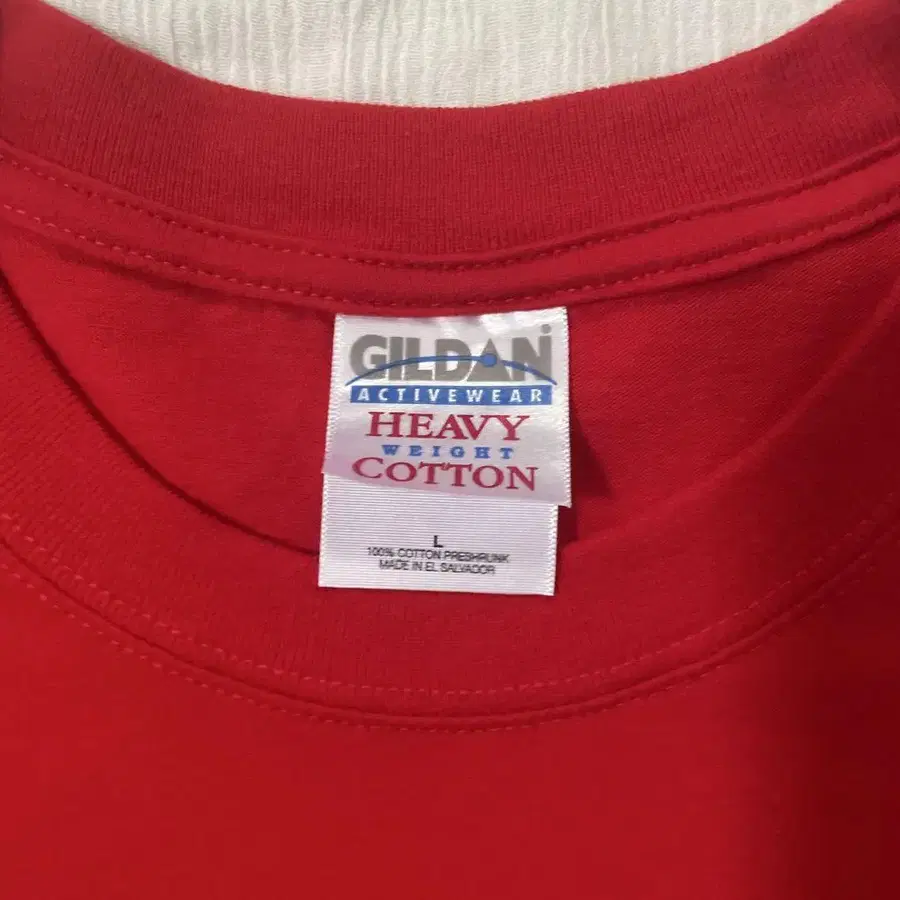 GILDAN
ACTIVEWEAR
HEAVY
WEIGHT
COTTON
L
100% COTTON PRESHRUNK
MADE IN EL SALVADOR